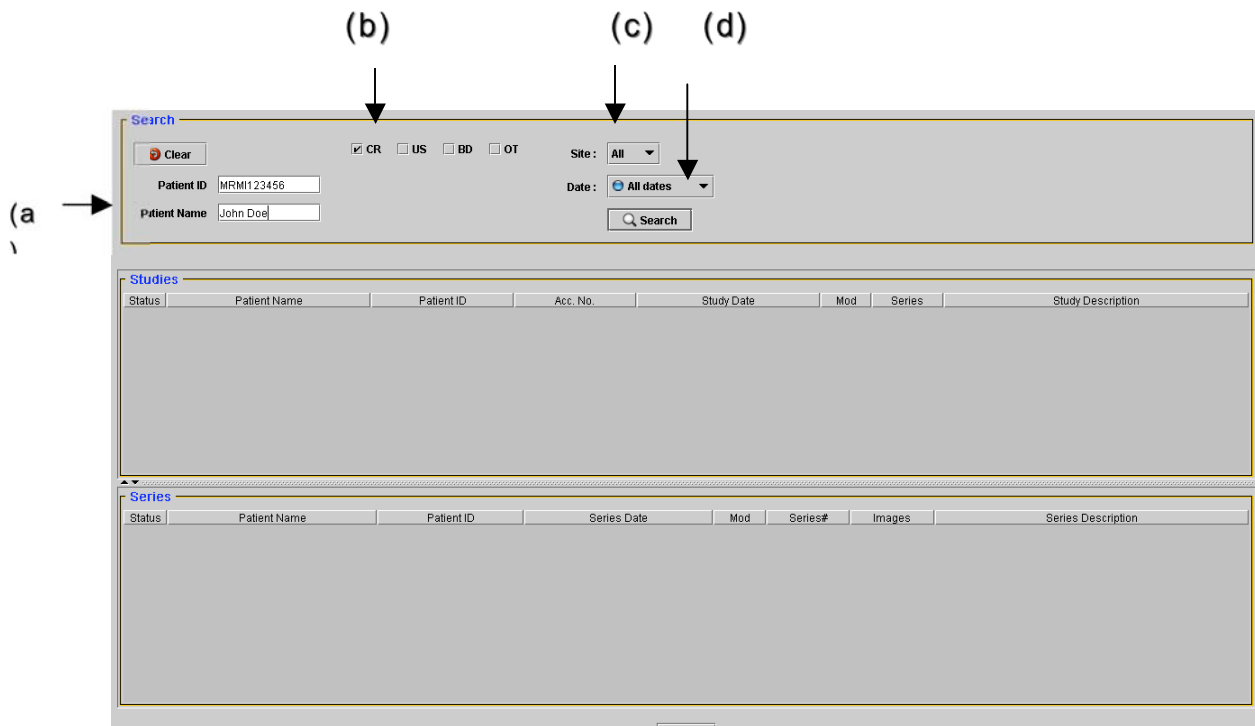 (b) (c) (d)
Search
Clear
CR US BD OT
Site : All
Patient ID MRMI123456
Date : All dates
(a
)
Patient Name John Doe
Search
Studies
Status Patient Name Patient ID Acc. No. Study Date Mod Series Study Description
Series
Status Patient Name Patient ID Series Date Mod Series# Images Series Description